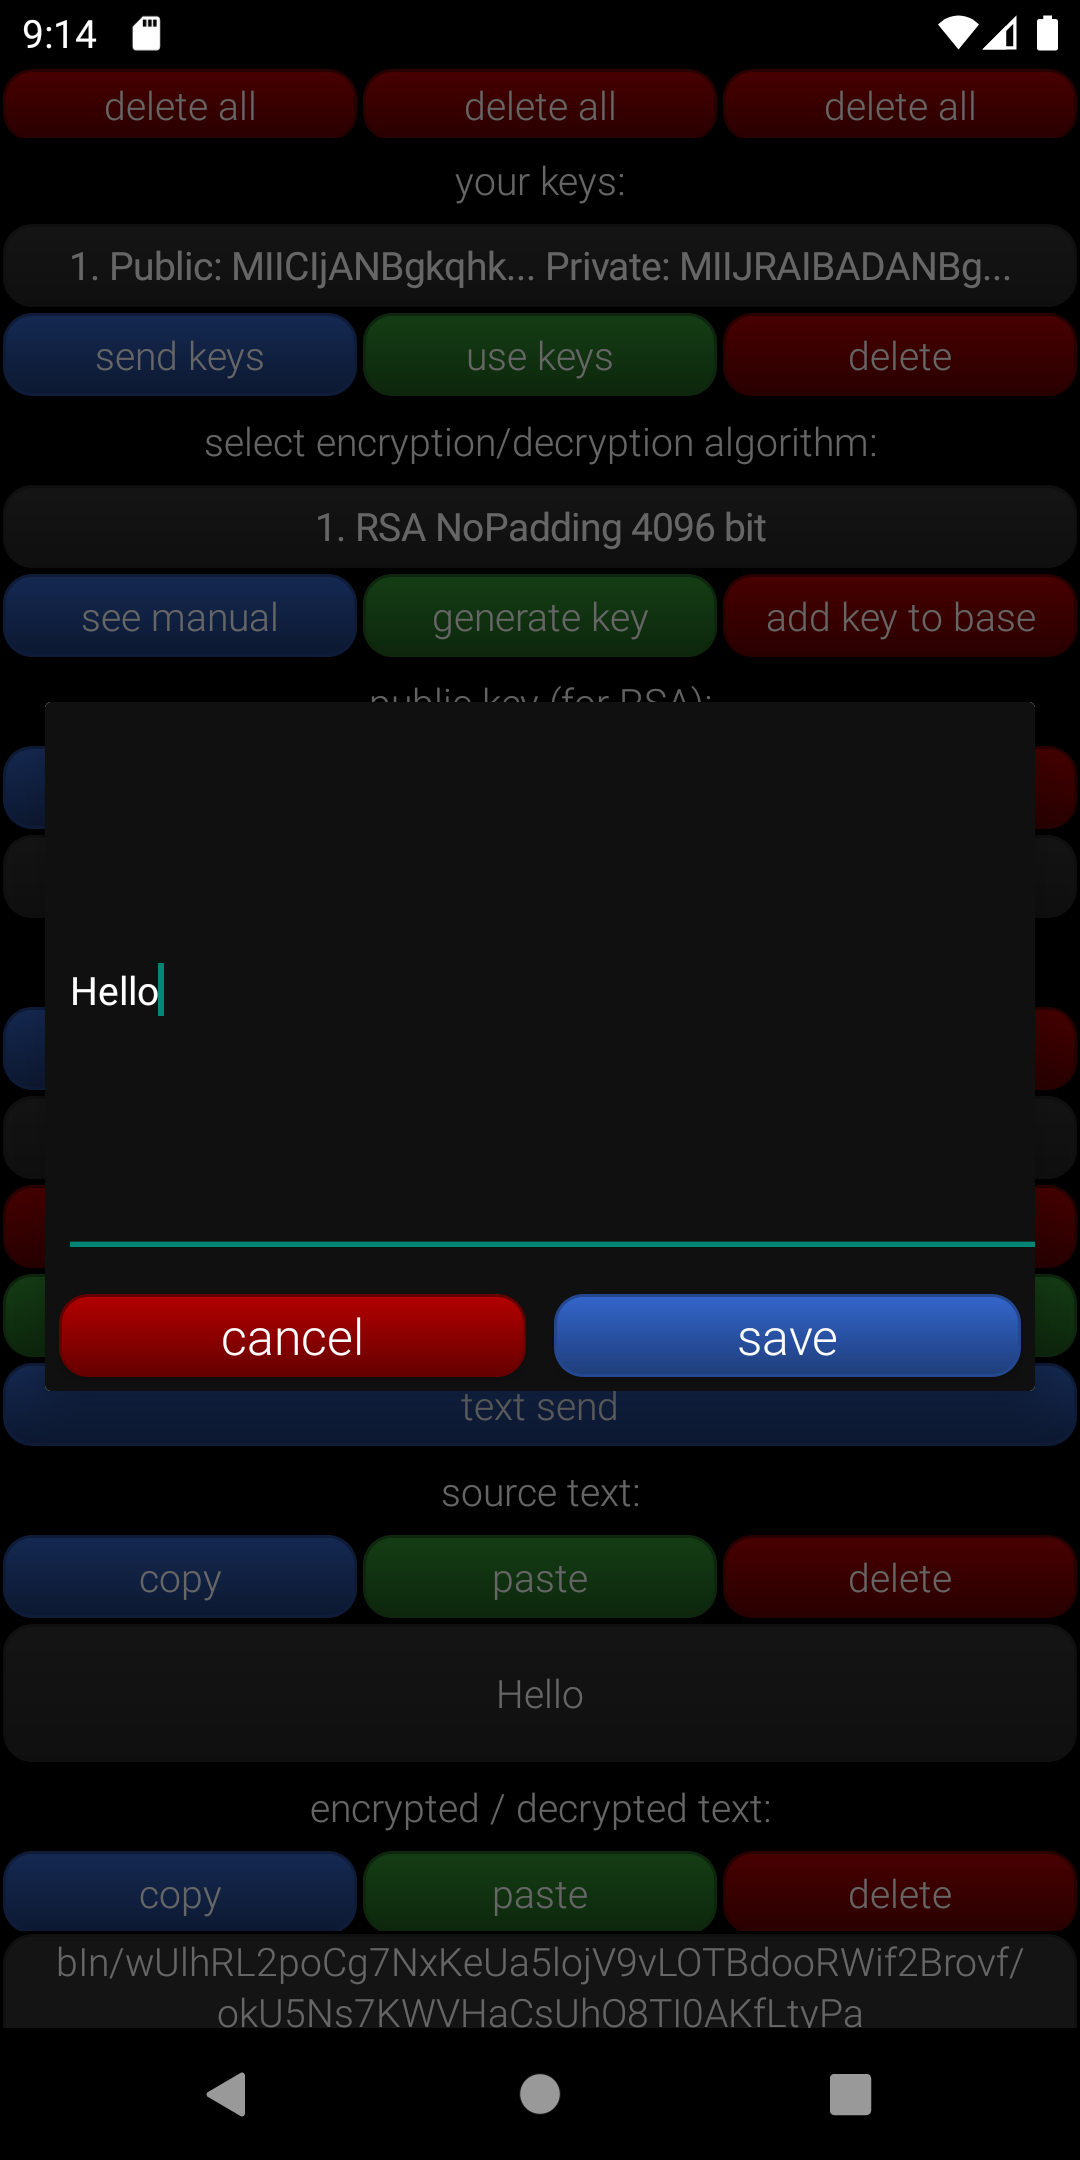 9:14
delete all delete all delete all
your keys:
1. Public: MIICIjANBgkqhk... Private: MIIJRAIBADANBg...
send keys use keys delete
select encryption/decryption algorithm:
1. RSA NoPadding 4096 bit
see manual generate key add key to base
public key (for RSA):
Hello
cancel save
text send
source text:
copy paste delete
Hello
encrypted / decrypted text:
copy paste delete
bIn/wUlhRL2poCg7NxKeUa5lojV9vLOTBdooRWif2Brovf/
okU5Ns7KWVHaCsUhO8TI0AKfLtyPa